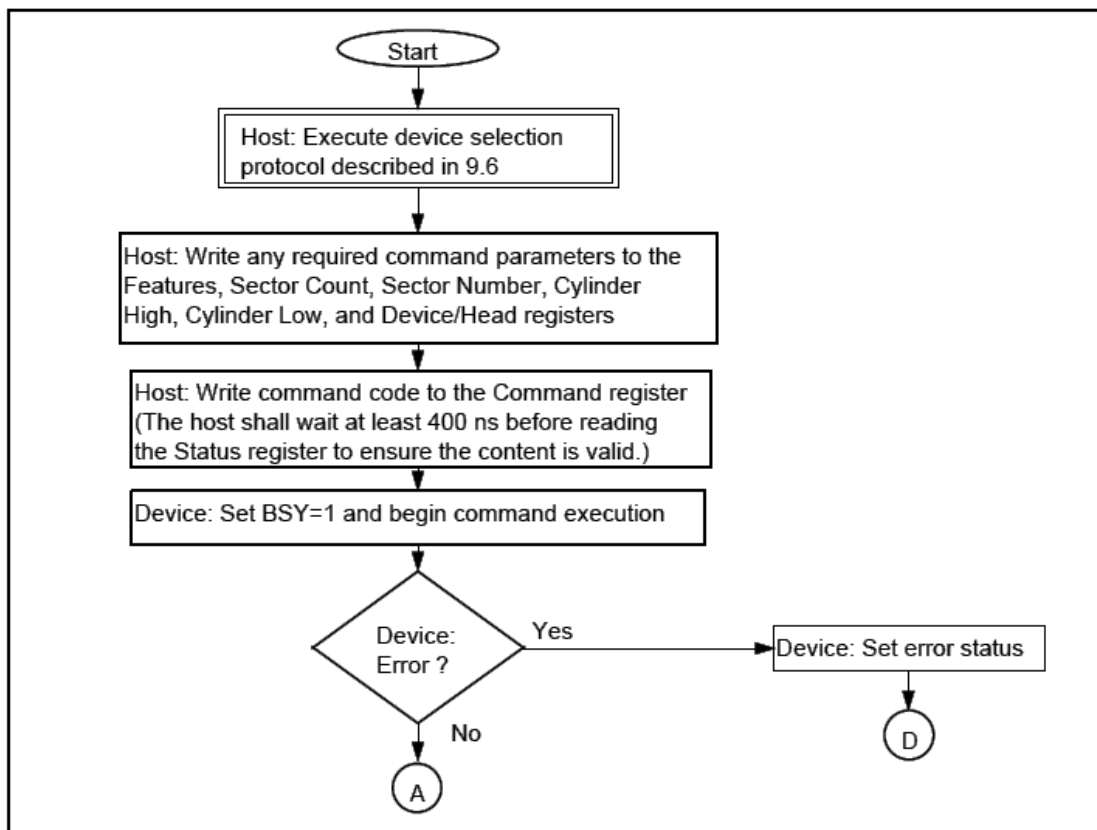 Start
Host: Execute device selection
protocol described in 9.6
Host: Write any required command parameters to the
Features, Sector Count, Sector Number, Cylinder
High, Cylinder Low, and Device/Head registers
Host: Write command code to the Command register
(The host shall wait at least 400 ns before reading
the Status register to ensure the content is valid.)
Device: Set BSY=1 and begin command execution
Device:
Error ?
Yes
Device: Set error status
No
D
A